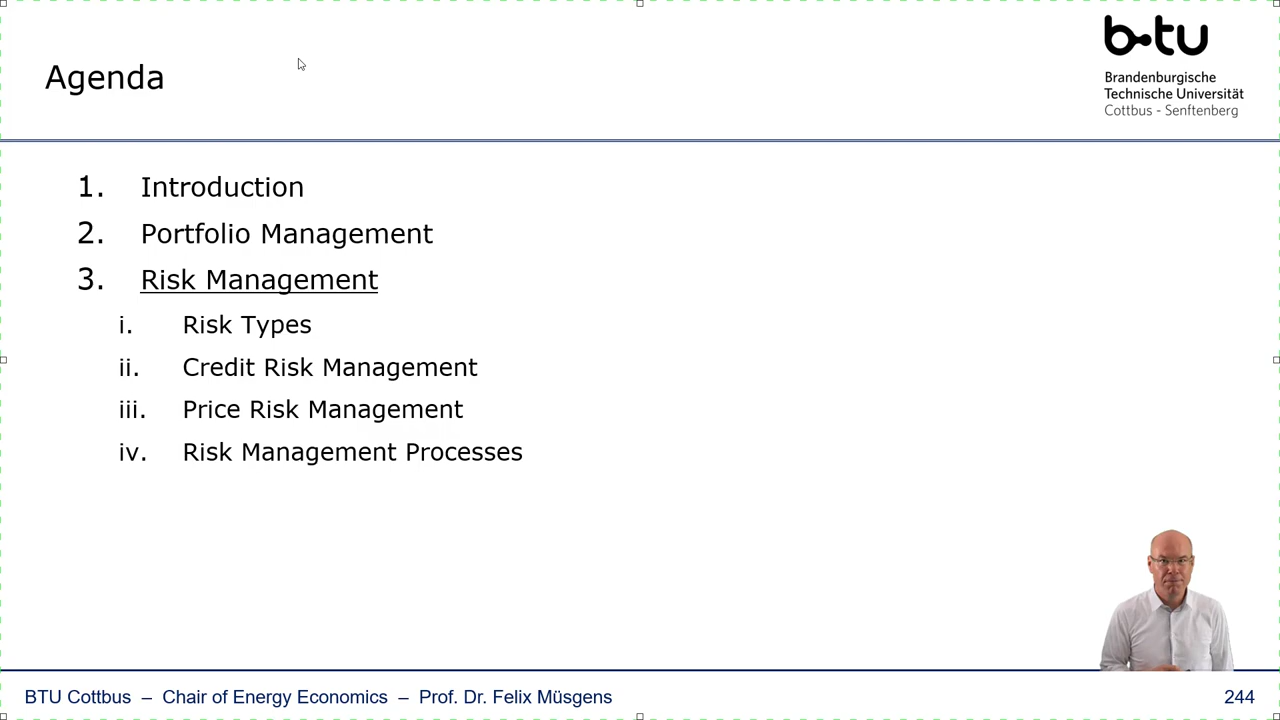 Agenda
b-tu
Brandenburgische
Technische Universität
Cottbus - Senftenberg
1. Introduction
2. Portfolio Management
3. Risk Management
i. Risk Types
ii. Credit Risk Management
iii. Price Risk Management
iv. Risk Management Processes
BTU Cottbus – Chair of Energy Economics – Prof. Dr. Felix Müsgens
244